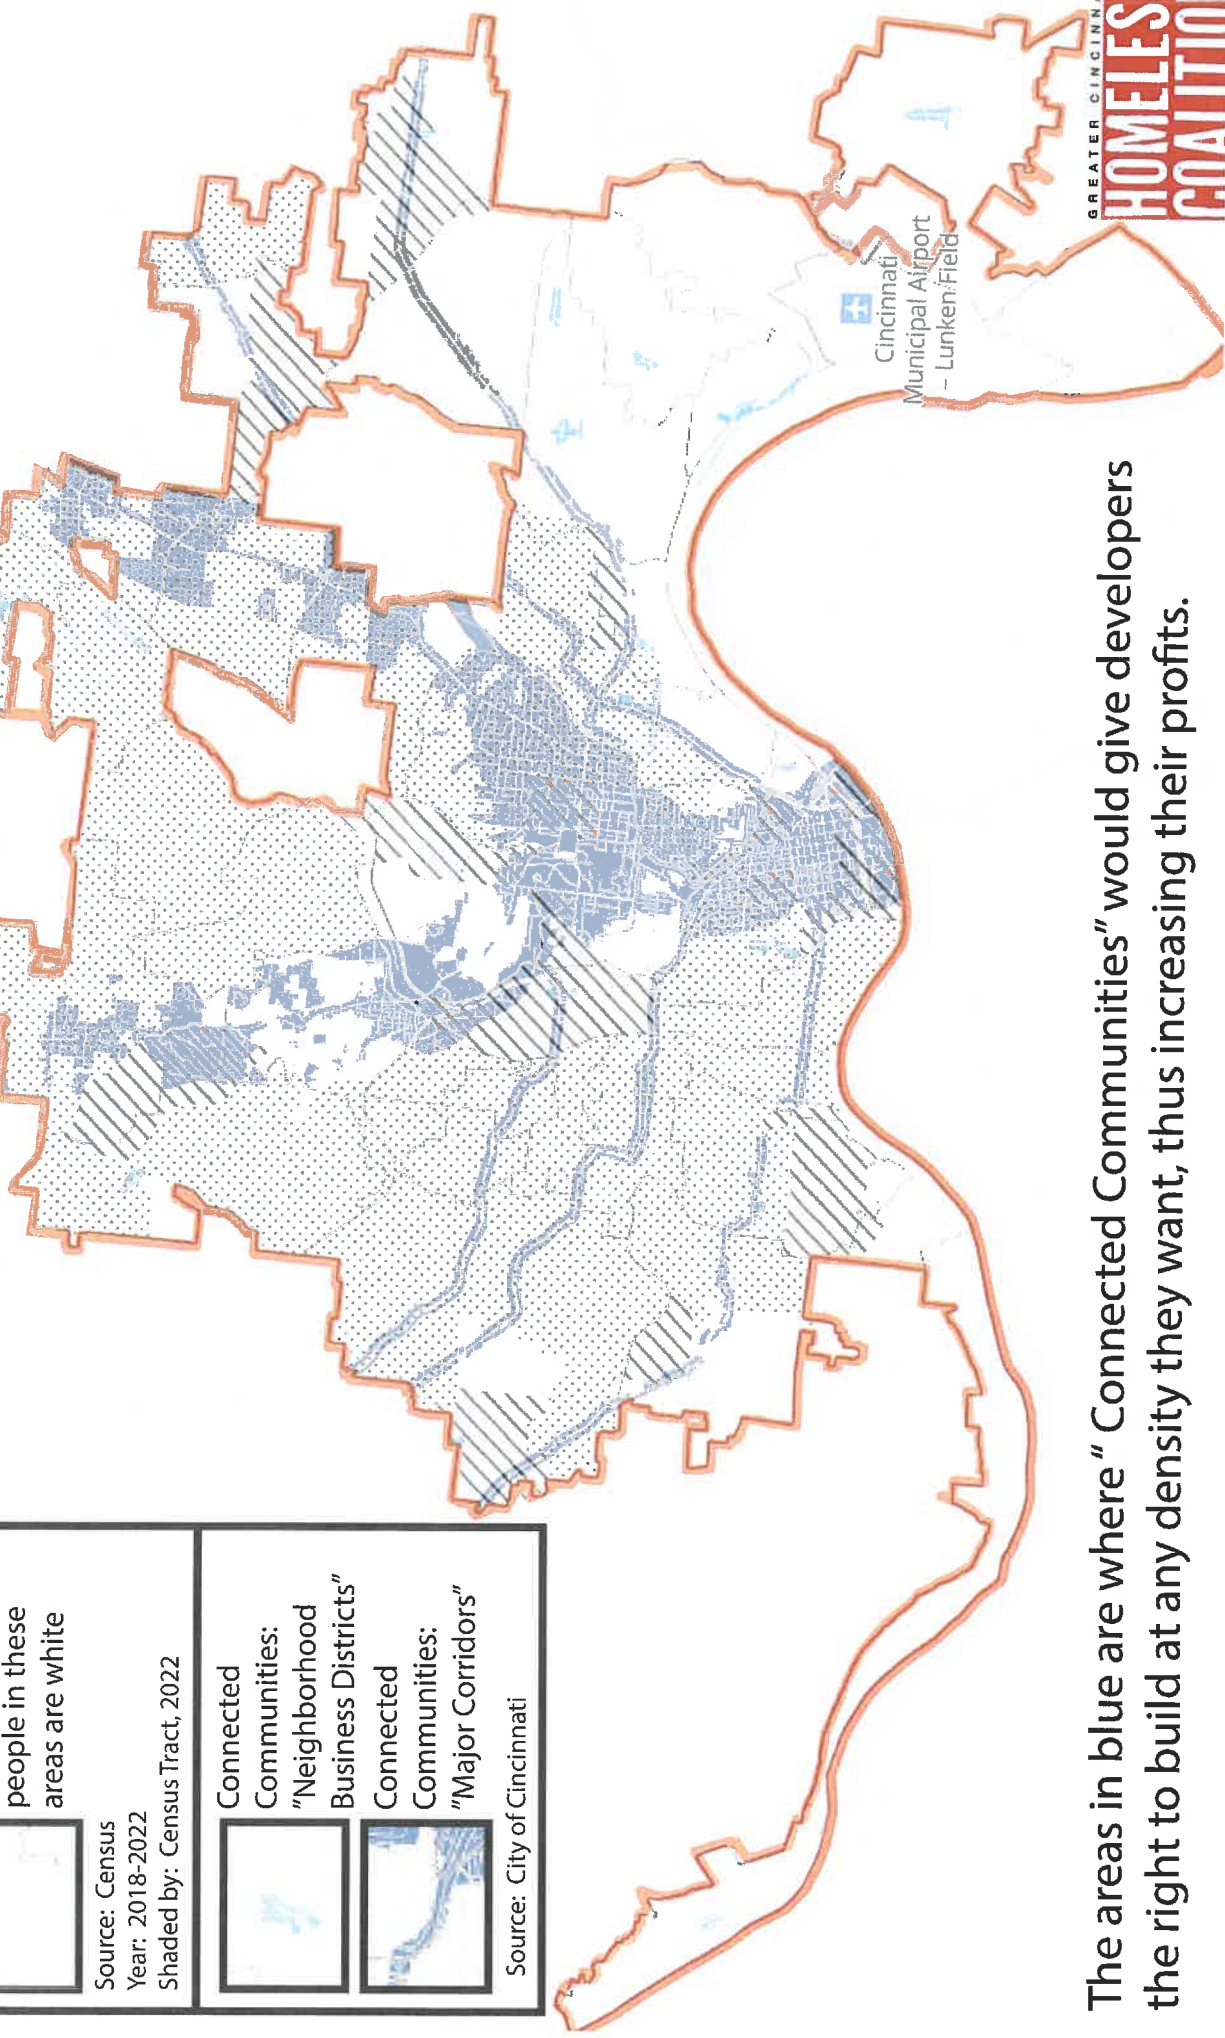 people in these
areas are white
Source: Census
Year: 2018-2022
Shaded by: Census Tract, 2022
Connected
Communities:
"Neighborhood
Business Districts"
Connected
Communities:
"Major Corridors"
Source: City of Cincinnati
Cincinnati
Municipal Airport
- Lunken Field
The areas in blue are where "Connected Communities" would give developers
the right to build at any density they want, thus increasing their profits.
GREATER CINCINN
HOMELES
COALITIO